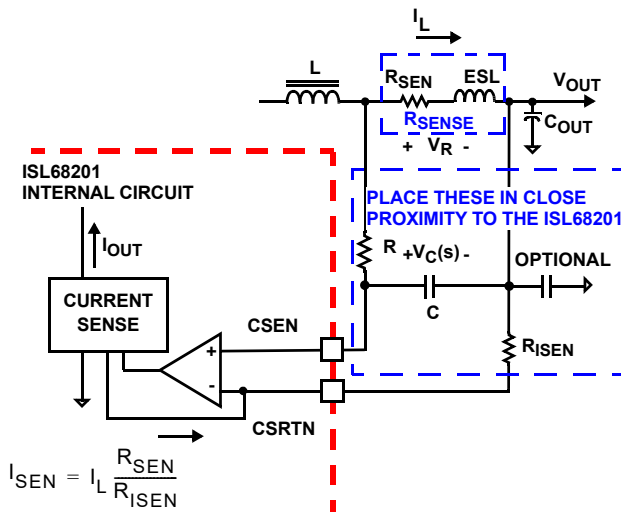 I_L
L
R_SEN
ESL
V_OUT
R_SENSE
C_OUT
+ V_R -
ISL68201
INTERNAL CIRCUIT
PLACE THESE IN CLOSE
PROXIMITY TO THE ISL68201
I_OUT
R
+V_C(s)-
OPTIONAL
CURRENT
SENSE
C
CSEN
+
-
R_ISEN
CSRTN
I_SEN = I_L R_SEN/R_ISEN